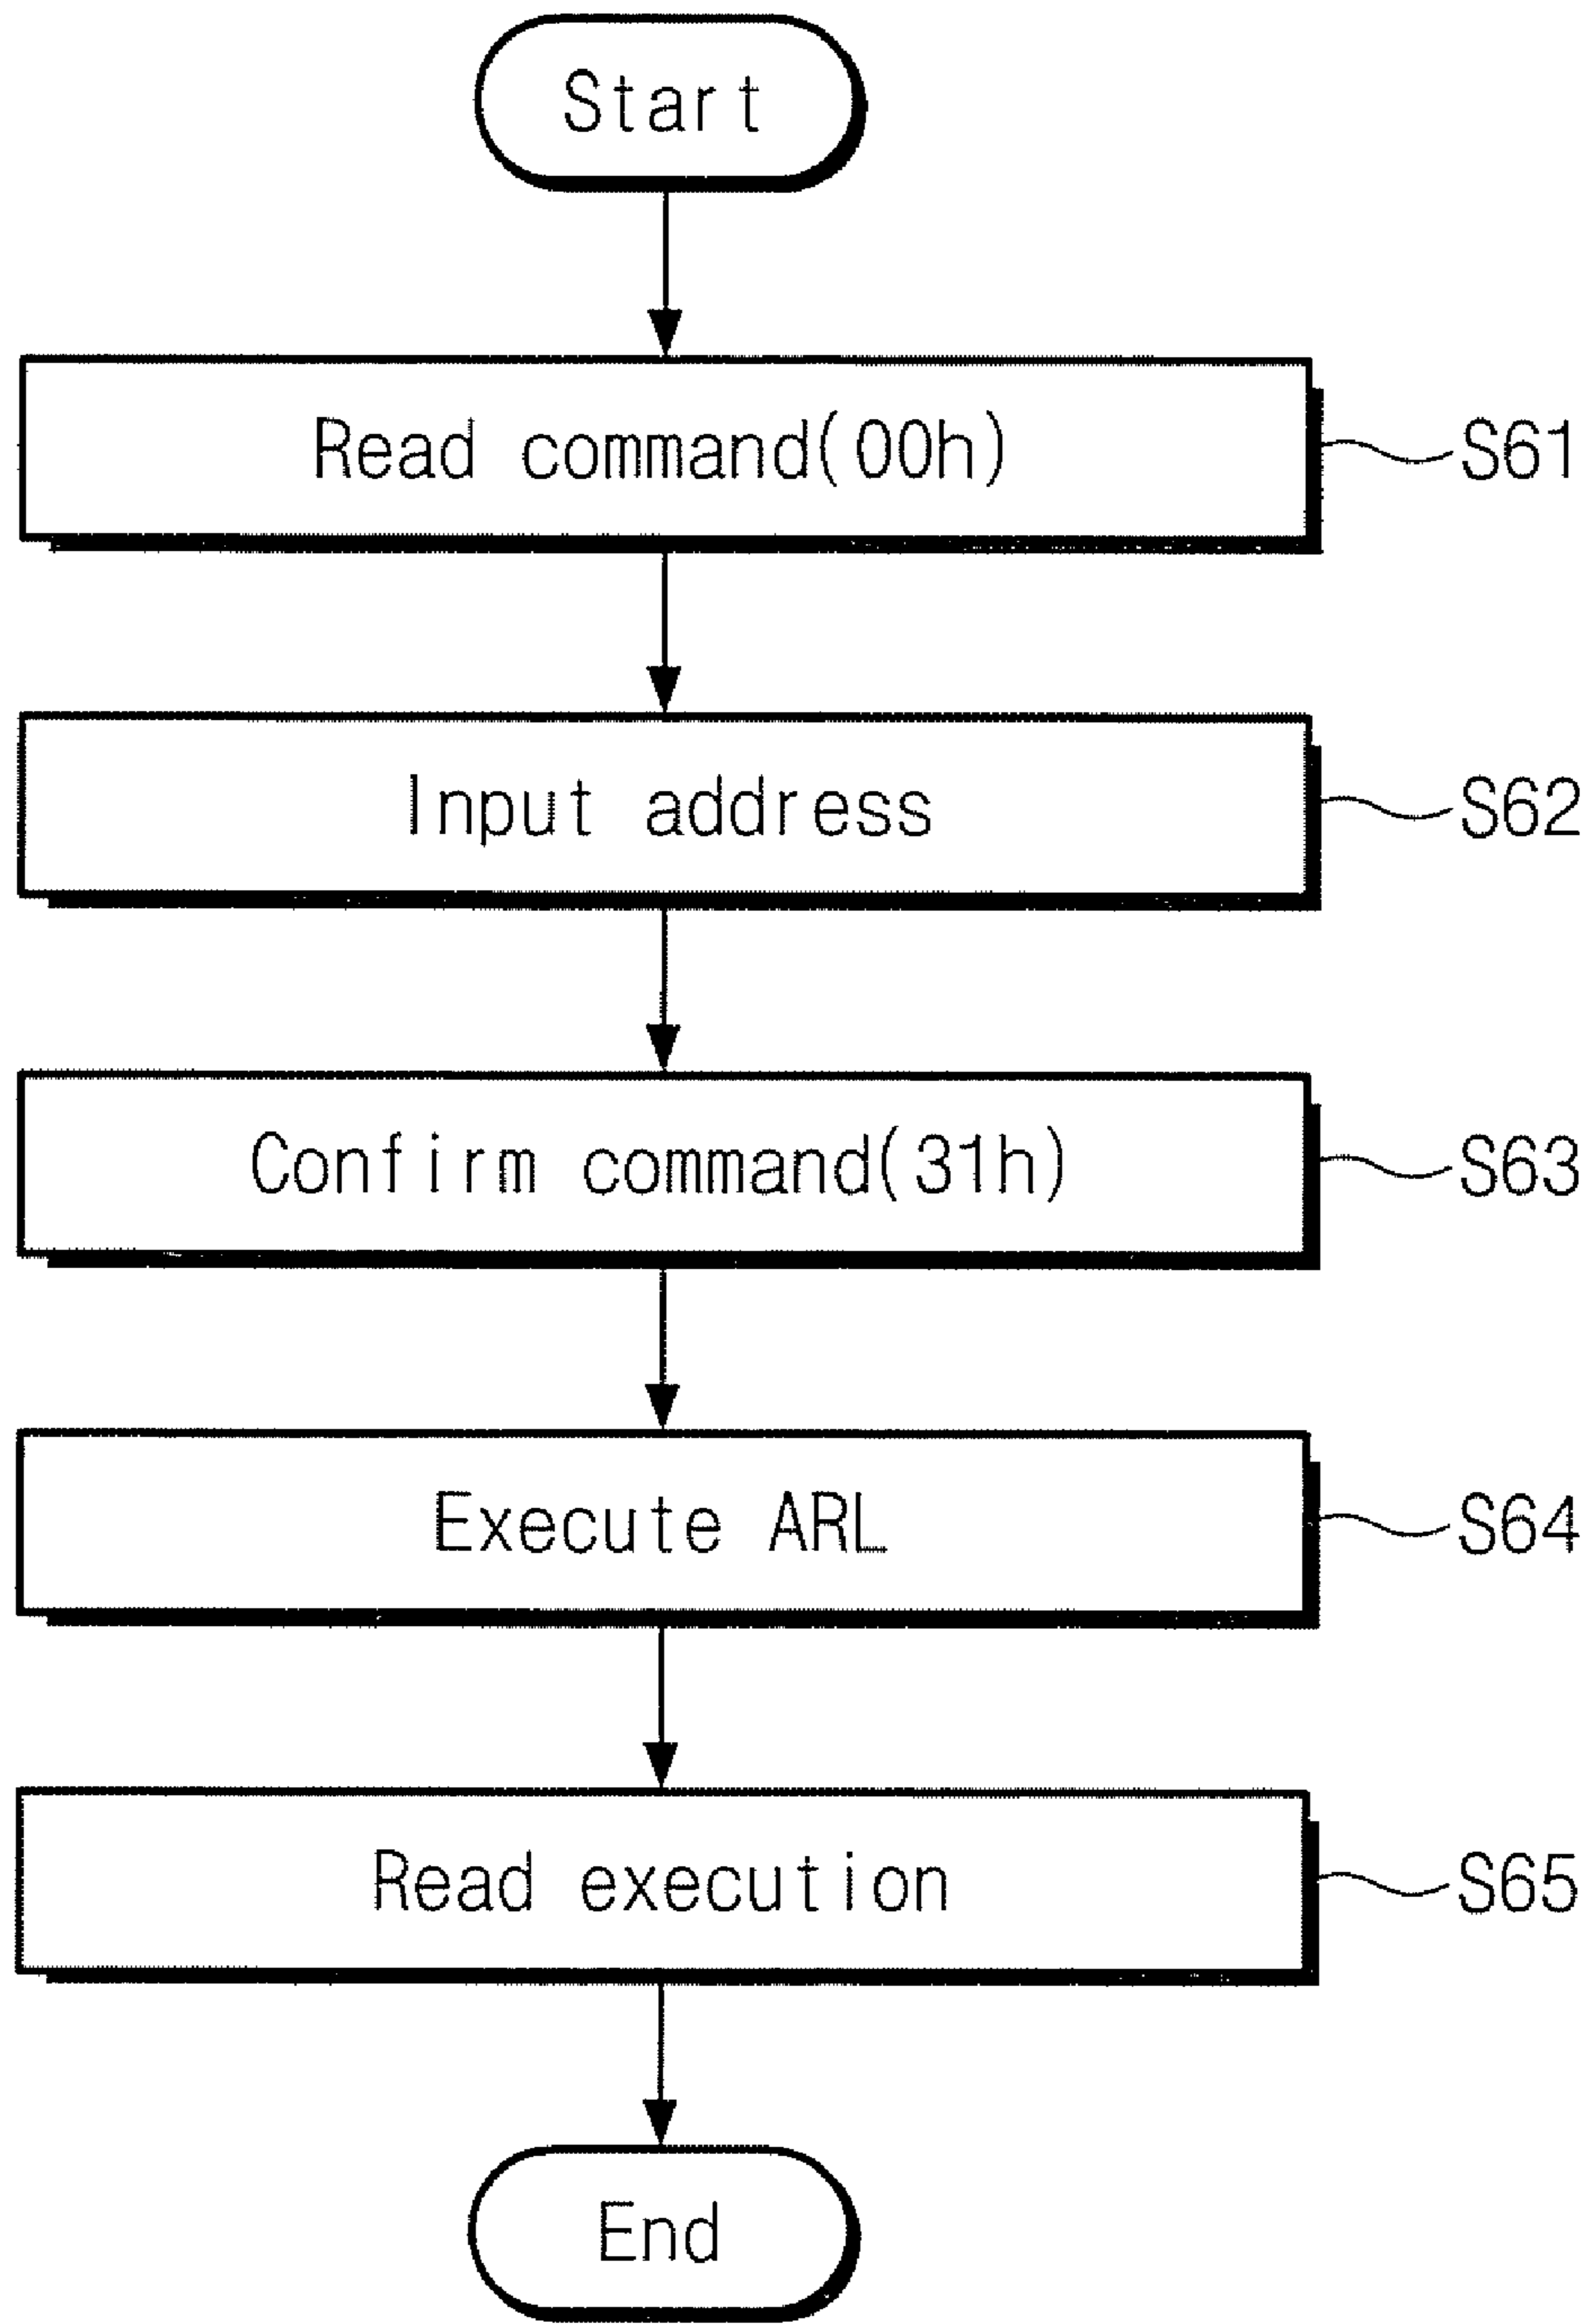 Start
Read command(00h)
S61
Input address
S62
Confirm command(31h)
S63
Execute ARL
S64
Read execution
S65
End